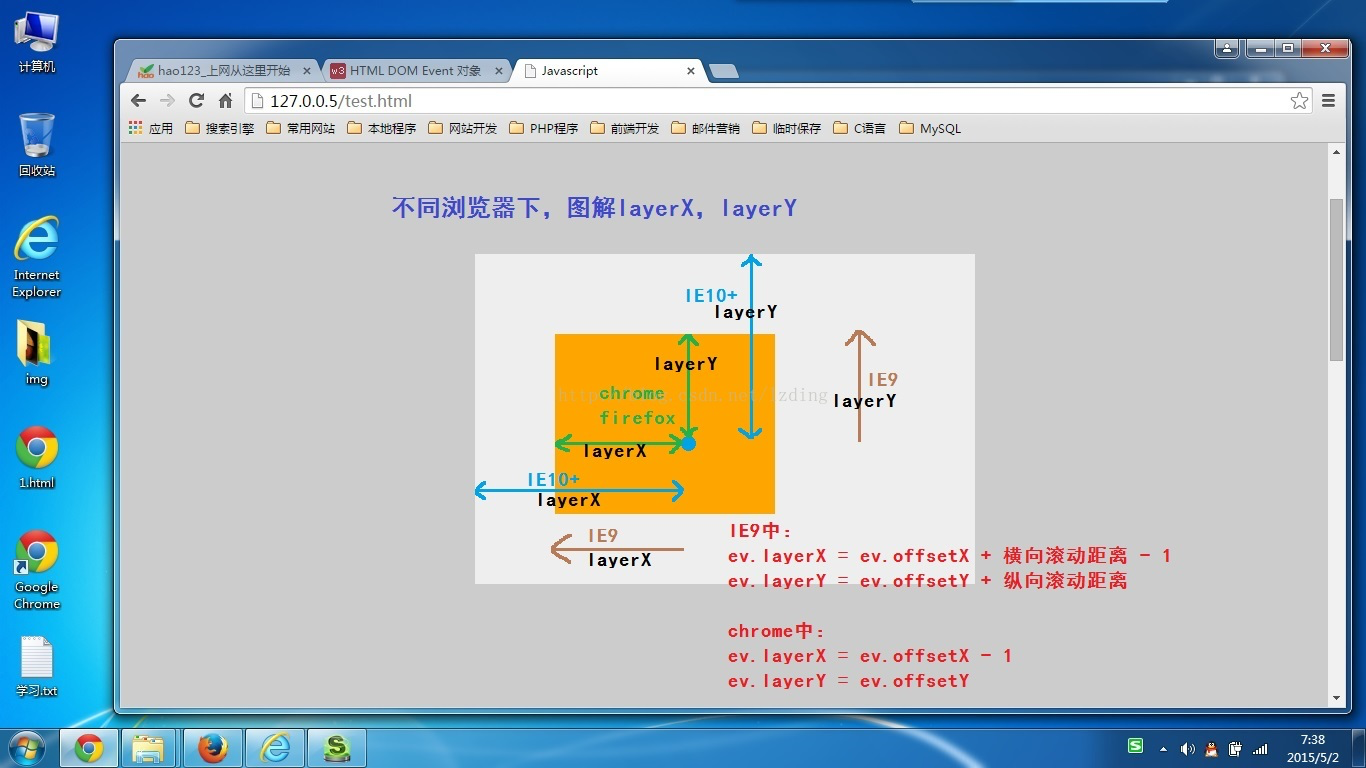 计算机
回收站
Internet
Explorer
img
1.html
Google
Chrome
学习.txt
hao123_上网从这里开始
HTML DOM Event 对象
Javascript
127.0.0.5/test.html
应用
搜索引擎
常用网站
本地程序
网站开发
PHP程序
前端开发
邮件营销
临时保存
C语言
MySQL
不同浏览器下，图解layerX，layerY
IE10+
layerY
layerY
IE9
layerY
chrome
firefox
layerX
IE10+
layerX
IE9
layerX
IE9中：
ev.layerX = ev.offsetX + 横向滚动距离 - 1
ev.layerY = ev.offsetY + 纵向滚动距离
chrome中：
ev.layerX = ev.offsetX - 1
ev.layerY = ev.offsetY
7:38
2015/5/2